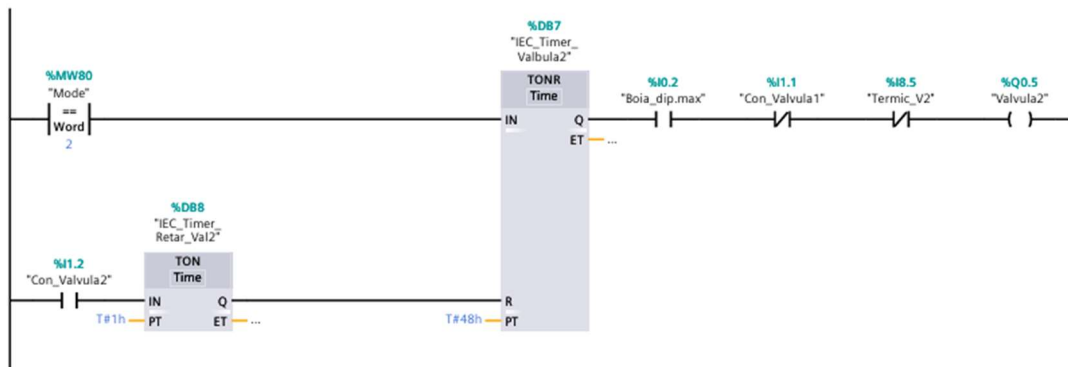 %DB7
"IEC_Timer_
Valbula2"
%MW80
"Mode"
==
Word
2
TONR
Time
IN
Q
ET
...
%I0.2
"Boia_dip.max"
%I1.1
"Con_Valvula1"
%I8.5
"Termic_V2"
%Q0.5
"Valvula2"
%DB8
"IEC_Timer_
Retar_Val2"
%I1.2
"Con_Valvula2"
TON
Time
IN
Q
T#1h
PT
ET
...
R
T#48h
PT